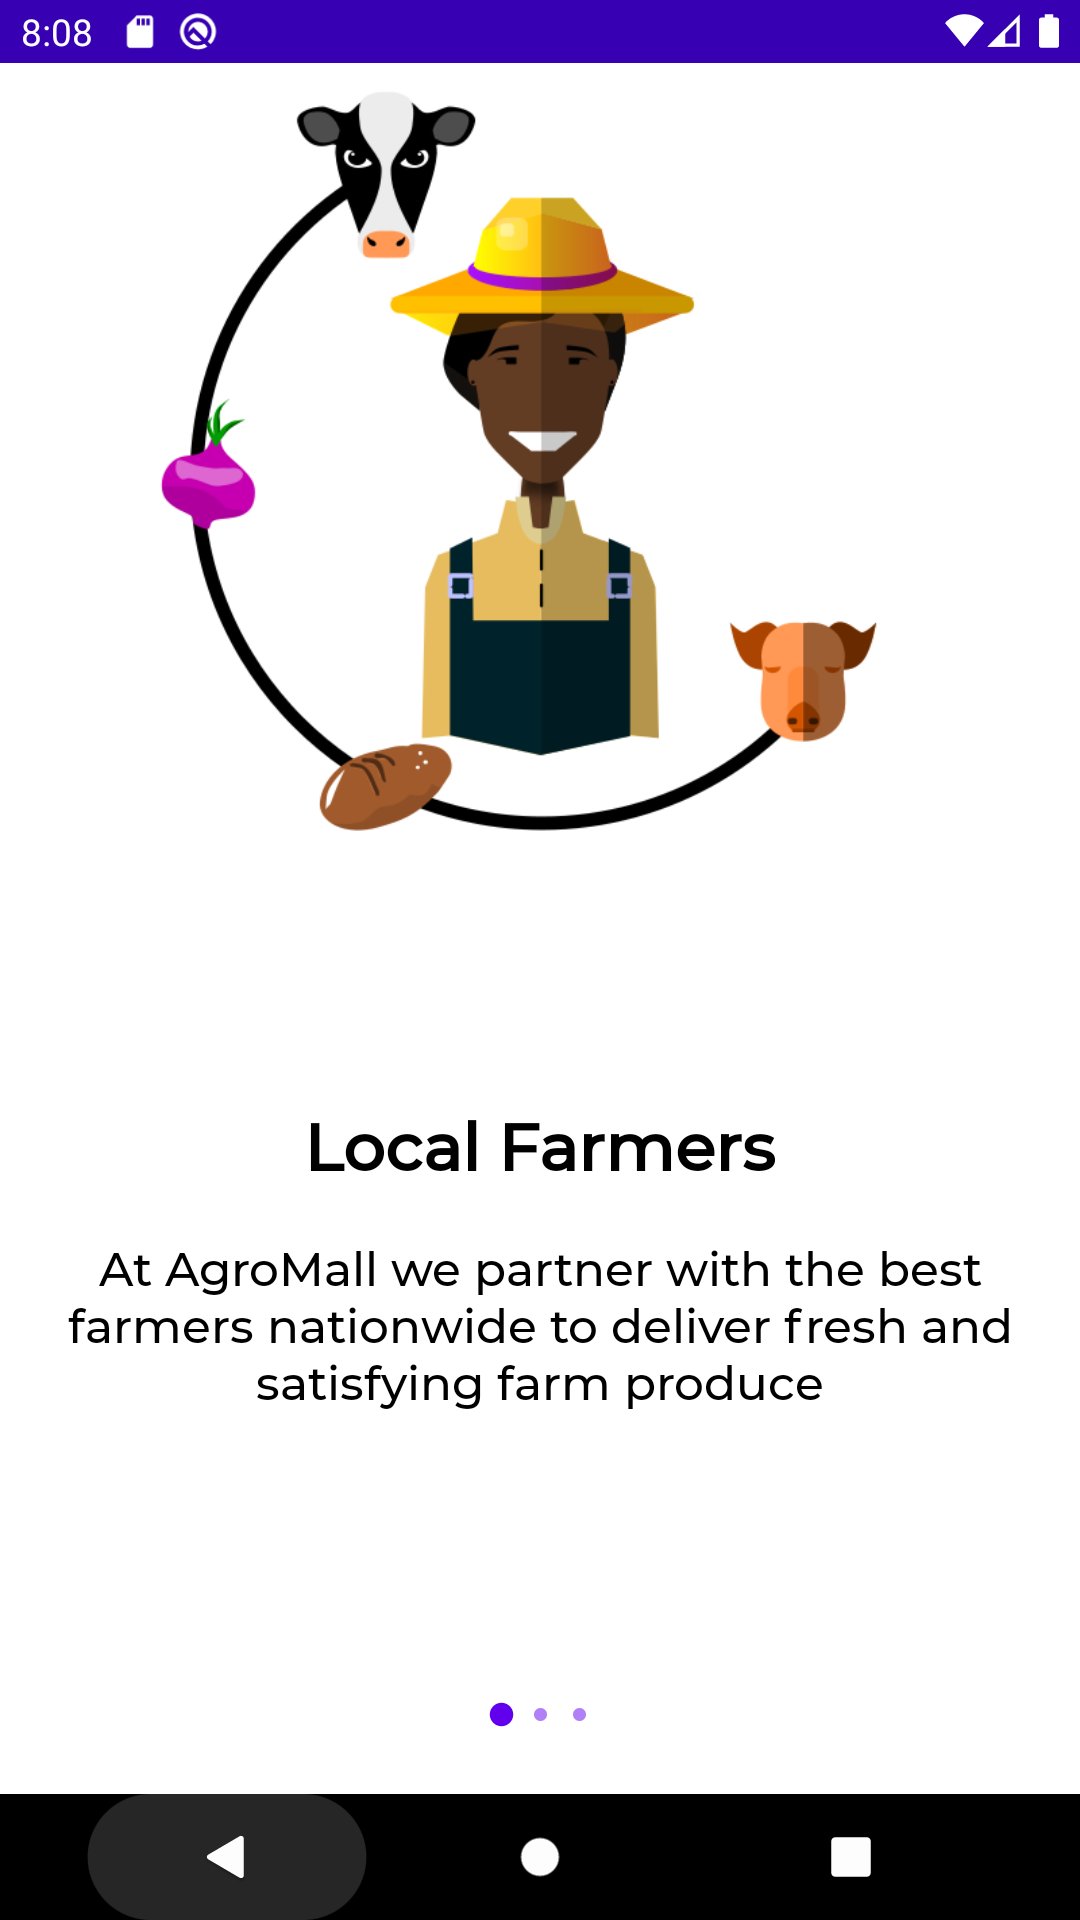 8:08
Local Farmers
At AgroMall we partner with the best
farmers nationwide to deliver fresh and
satisfying farm produce